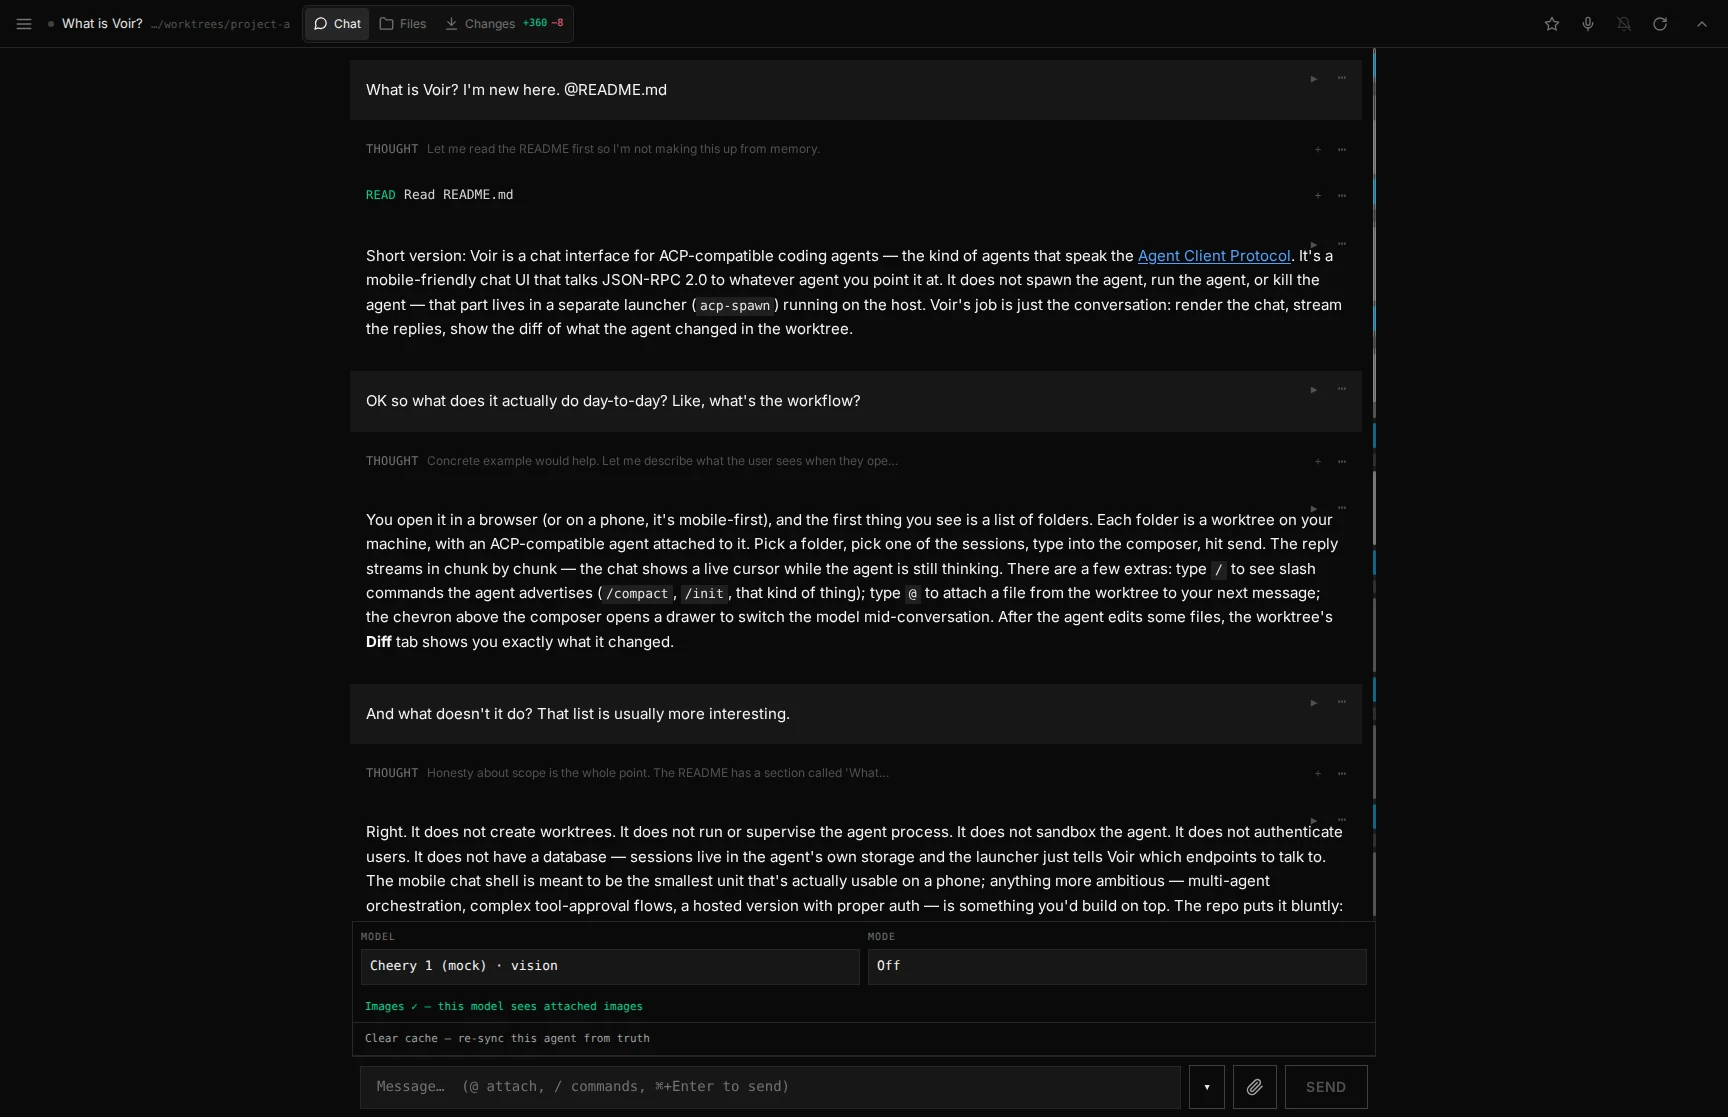 What is Voir? …/worktrees/project-a Chat Files Changes +360 −8
What is Voir? I'm new here. @README.md
THOUGHT Let me read the README first so I'm not making this up from memory.
READ Read README.md
Short version: Voir is a chat interface for ACP-compatible coding agents — the kind of agents that speak the Agent Client Protocol. It's a
mobile-friendly chat UI that talks JSON-RPC 2.0 to whatever agent you point it at. It does not spawn the agent, run the agent, or kill the
agent — that part lives in a separate launcher (acp-spawn) running on the host. Voir's job is just the conversation: render the chat, stream
the replies, show the diff of what the agent changed in the worktree.
OK so what does it actually do day-to-day? Like, what's the workflow?
THOUGHT Concrete example would help. Let me describe what the user sees when they ope…
You open it in a browser (or on a phone, it's mobile-first), and the first thing you see is a list of folders. Each folder is a worktree on your
machine, with an ACP-compatible agent attached to it. Pick a folder, pick one of the sessions, type into the composer, hit send. The reply
streams in chunk by chunk — the chat shows a live cursor while the agent is still thinking. There are a few extras: type / to see slash
commands the agent advertises (/compact, /init, that kind of thing); type @ to attach a file from the worktree to your next message;
the chevron above the composer opens a drawer to switch the model mid-conversation. After the agent edits some files, the worktree's
Diff tab shows you exactly what it changed.
And what doesn't it do? That list is usually more interesting.
THOUGHT Honesty about scope is the whole point. The README has a section called 'What…
Right. It does not create worktrees. It does not run or supervise the agent process. It does not sandbox the agent. It does not authenticate
users. It does not have a database — sessions live in the agent's own storage and the launcher just tells Voir which endpoints to talk to.
The mobile chat shell is meant to be the smallest unit that's actually usable on a phone; anything more ambitious — multi-agent
orchestration, complex tool-approval flows, a hosted version with proper auth — is something you'd build on top. The repo puts it bluntly:
MODEL MODE
Cheery 1 (mock) · vision Off
Images ✓ — this model sees attached images
Clear cache — re-sync this agent from truth
Message… (@ attach, / commands, ⌘+Enter to send) SEND